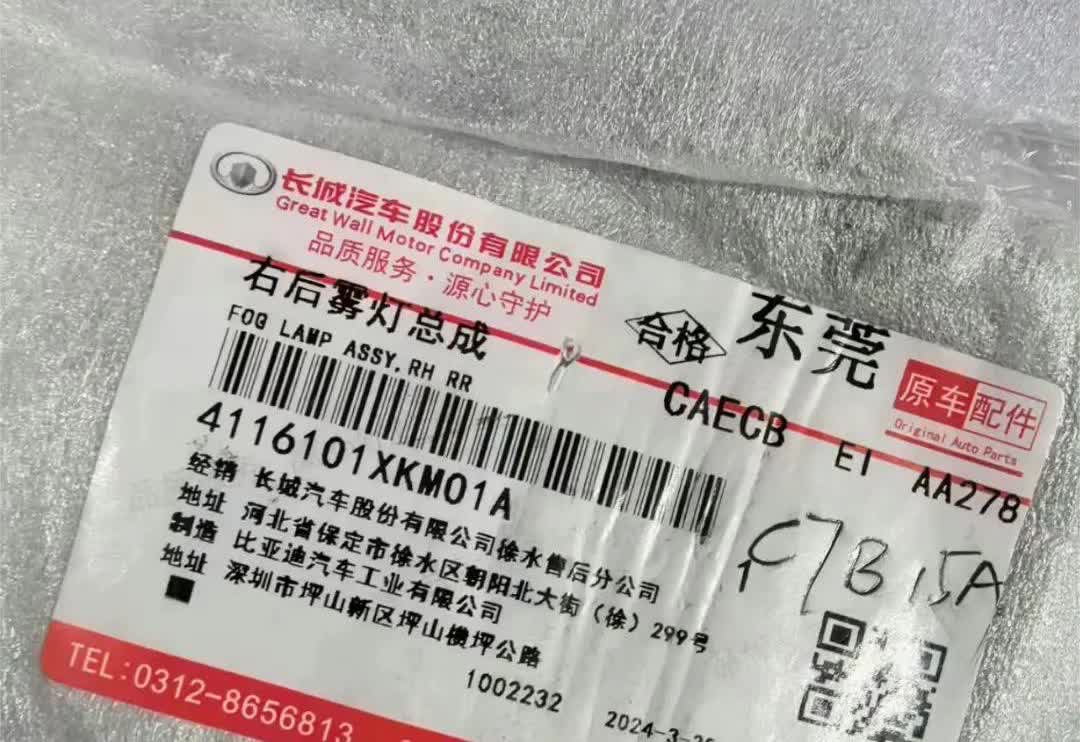 长城汽车股份有限公司
Great Wall Motor Company Limited
品质服务·源心守护
右后雾灯总成
FOG LAMP ASSY,RH RR
合格
东莞
原车配件
Original Auto Parts
CAECB EI AA278
4116101XKM01A
经销 长城汽车股份有限公司徐水售后分公司
地址 河北省保定市徐水区朝阳北大街（徐）299号
制造 比亚迪汽车工业有限公司
地址 深圳市坪山新区坪山横坪公路
1002232
2024-3-
TEL:0312-8656813